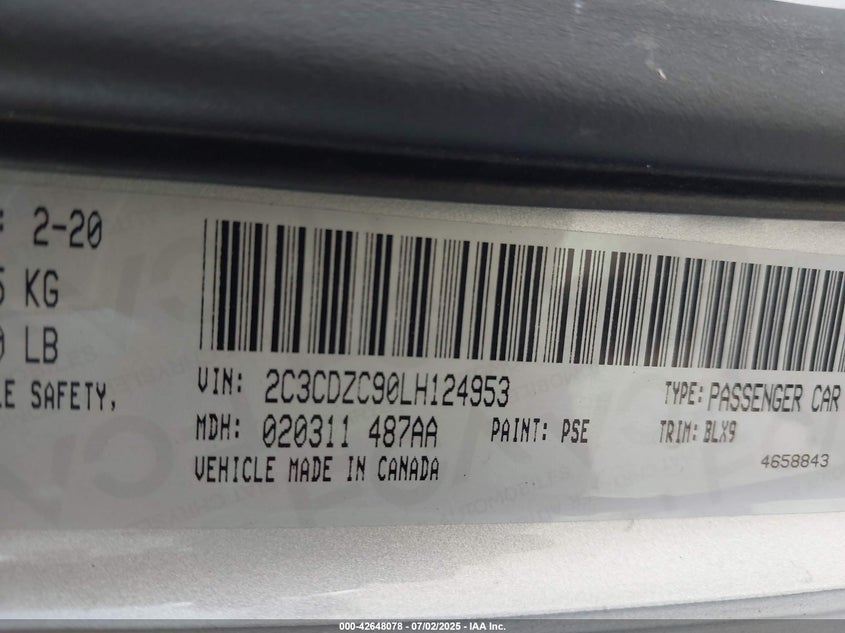 : 2-20
KG
LB
LE SAFETY,
VIN: 2C3CDZC90LH124953
TYPE: PASSENGER CAR
MDH: 020311 487AA
PAINT: PSE
TRIM: BLX9
VEHICLE MADE IN CANADA
4658843
000-42648078 - 07/02/2025 - IAA Inc.